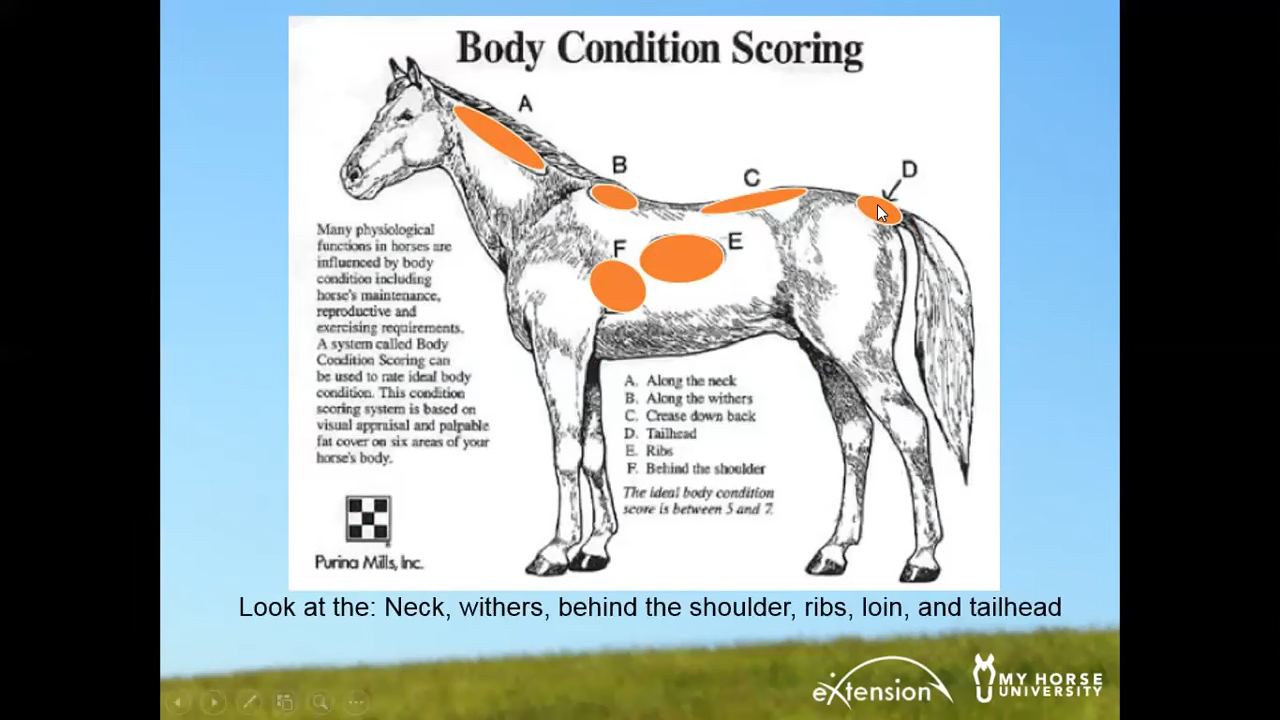 Body Condition Scoring
A
B
C
D
E
F
Many physiological
functions in horses are
influenced by body
condition including
horse's maintenance,
reproductive and
exercising requirements.
A system called Body
Condition Scoring can
be used to rate ideal body
condition. This condition
scoring system is based on
visual appraisal and palpable
fat cover on six areas of your
horse's body.
A. Along the neck
B. Along the withers
C. Crease down back
D. Tailhead
E. Ribs
F. Behind the shoulder
The ideal body condition
score is between 5 and 7.
Purina Mills, Inc.
Look at the: Neck, withers, behind the shoulder, ribs, loin, and tailhead
eXtension
MY HORSE
UNIVERSITY